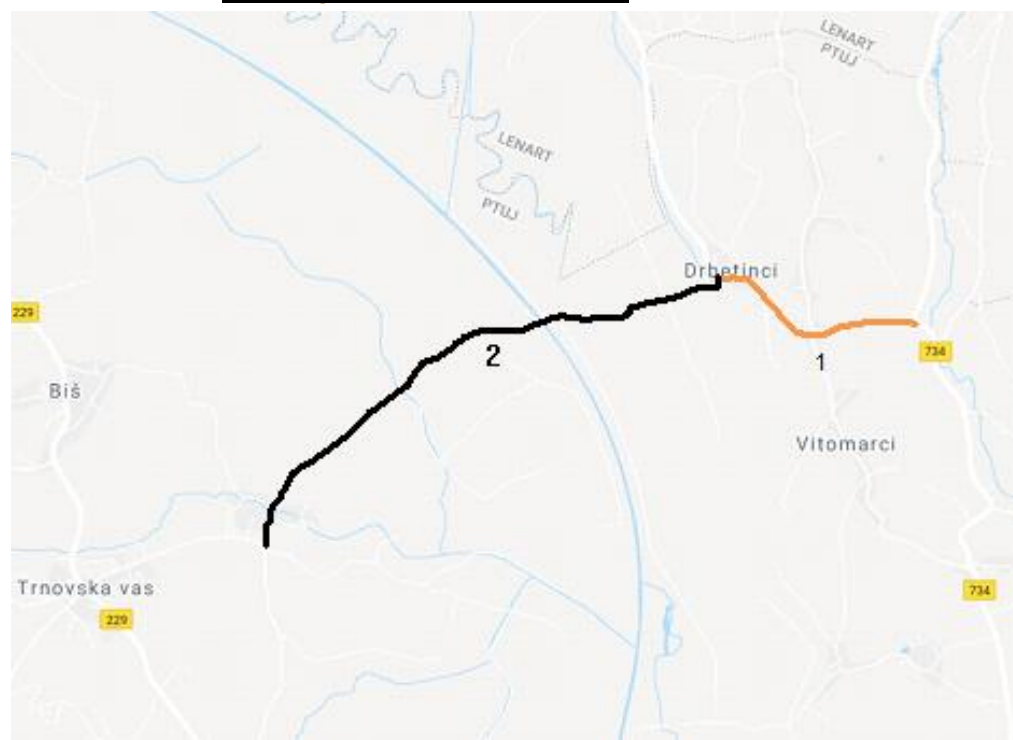 LENART
PTUJ
LENART
PTUJ
Drbetinci
229
2
1
734
Biš
Vitomarci
Trnovska vas
734
229